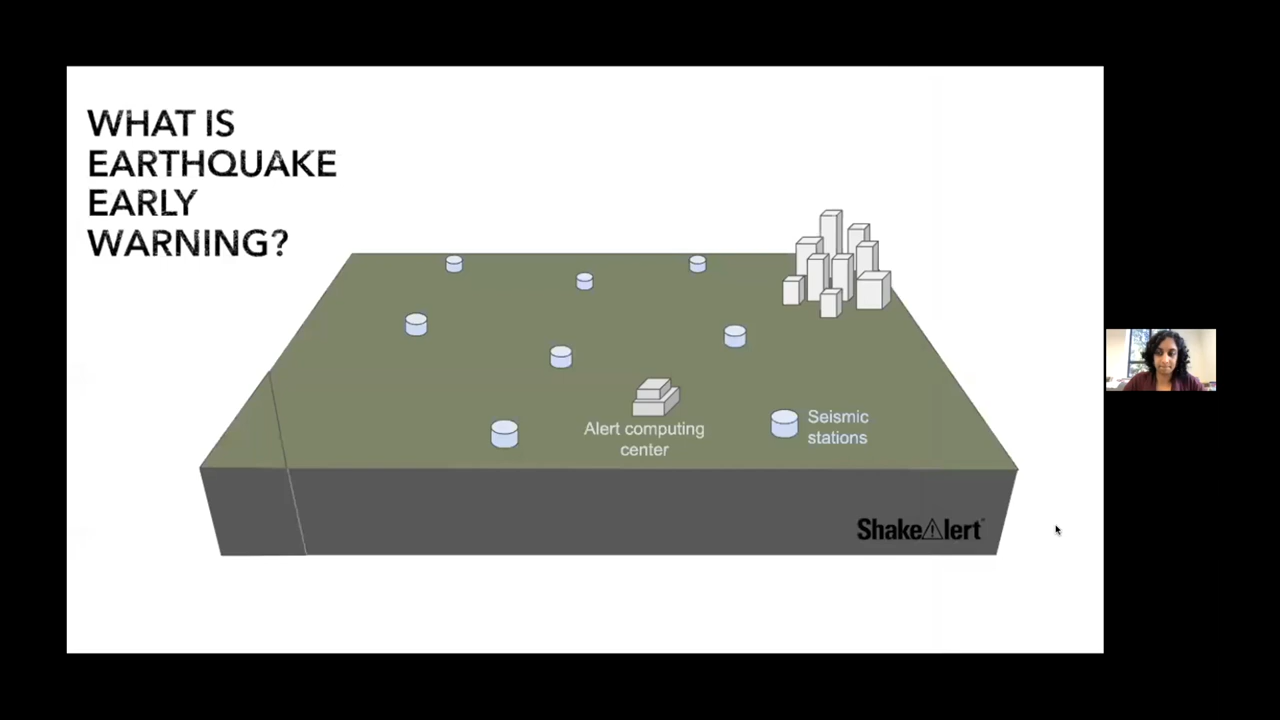 WHAT IS
EARTHQUAKE
EARLY
WARNING?
Alert computing
center
Seismic
stations
ShakeAlert